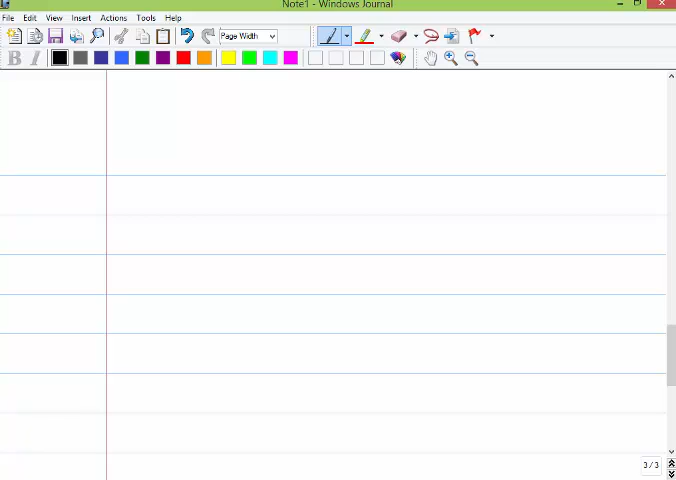 Note1 - Windows Journal
File Edit View Insert Actions Tools Help
Page Width
B I
3 / 3